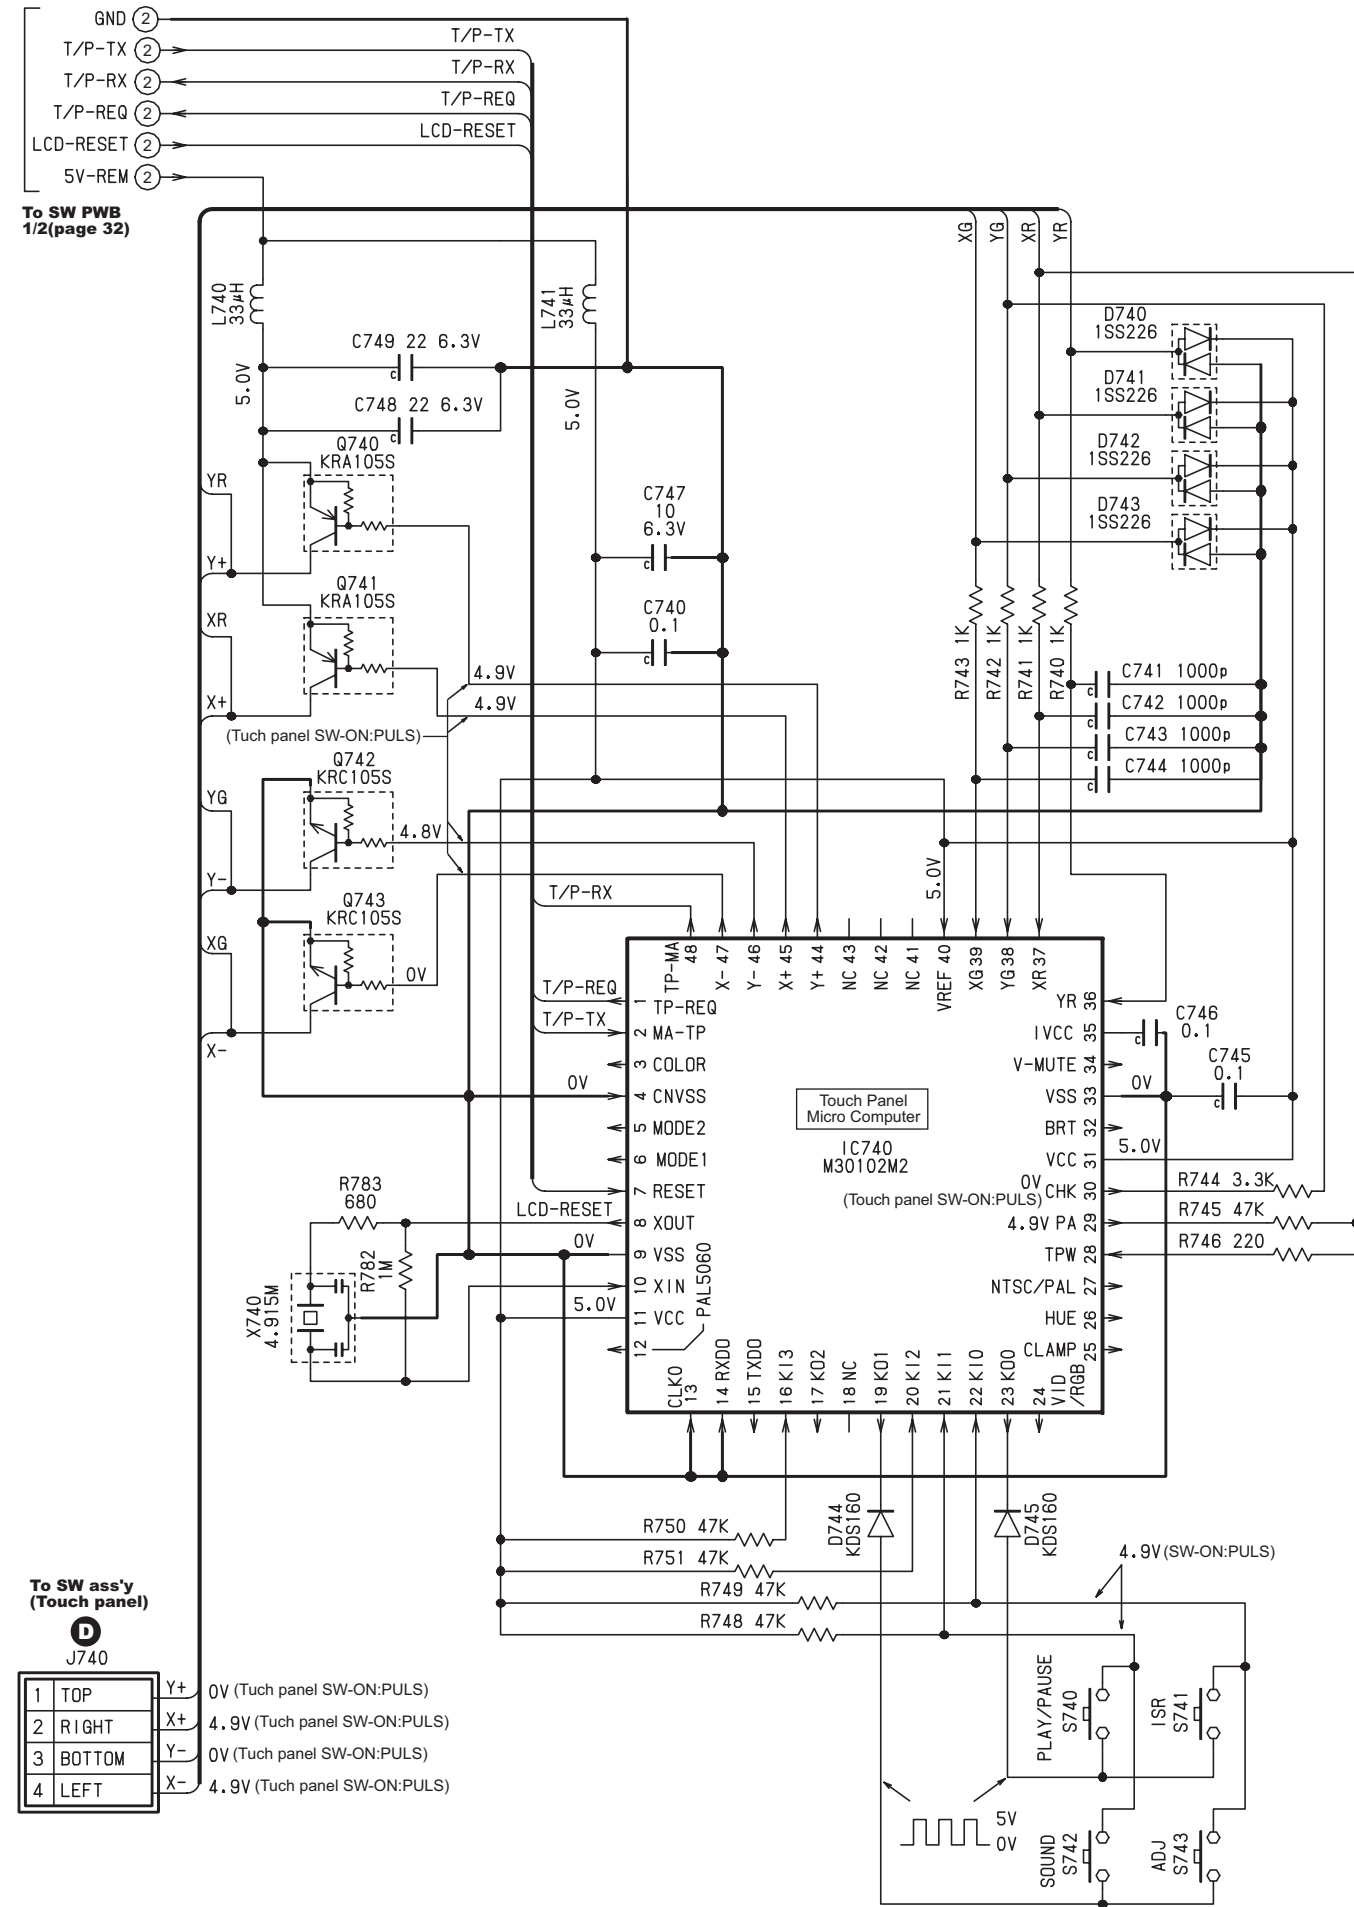 GND 2
T/P-TX 2
T/P-RX 2
T/P-REQ 2
LCD-RESET 2
5V-REM 2
T/P-TX
T/P-RX
T/P-REQ
LCD-RESET
To SW PWB
1/2(page 32)
XG
YG
XR
YR
L740
33µH
L741
33µH
D740
1SS226
D741
1SS226
D742
1SS226
D743
1SS226
C749 22 6.3V
5.0V
C748 22 6.3V
5.0V
c
c
Q740
KRA105S
YR
Y+
C747
10
6.3V
c
Q741
KRA105S
XR
X+
C740
0.1
c
R743 1K
R742 1K
R741 1K
R740 1K
C741 1000p
C742 1000p
C743 1000p
C744 1000p
c
c
c
c
4.9V
4.9V
(Tuch panel SW-ON:PULS)
Q742
KRC105S
YG
Y-
4.8V
5.0V
Q743
KRC105S
XG
X-
0V
T/P-RX
TP-MA
48
X- 47
Y- 46
X+ 45
Y+ 44
NC 43
NC 42
NC 41
VREF 40
XG 39
YG 38
XR 37
T/P-REQ
1
TP-REQ
T/P-TX
2 MA-TP
3 COLOR
0V
4 CNVSS
5 MODE2
6 MODE1
7 RESET
LCD-RESET
8 XOUT
0V
9 VSS
10 XIN
5.0V
11 VCC
12
PAL5060
Touch Panel
Micro Computer
IC740
M30102M2
YR 36
IVCC 35
V-MUTE 34
0V
VSS 33
BRT 32
VCC 31
5.0V
0V
(Touch panel SW-ON:PULS)
CHK 30
4.9V PA 29
TPW 28
NTSC/PAL 27
HUE 26
CLAMP 25
C746
0.1
c
C745
0.1
c
R744 3.3K
R745 47K
R746 220
R783
680
R782
1M
X740
4.915M
CLK0
13
14 RXD0
15 TXD0
16 KI3
17 KO2
18 NC
19 KO1
20 KI2
21 KI1
22 KI0
23 KO0
24
VID
/RGB
D744
KDS160
D745
KDS160
R750 47K
R751 47K
R749 47K
R748 47K
4.9V (SW-ON:PULS)
To SW ass'y
(Touch panel)
D
J740
1 TOP Y+ 0V (Tuch panel SW-ON:PULS)
2 RIGHT X+ 4.9V (Tuch panel SW-ON:PULS)
3 BOTTOM Y- 0V (Tuch panel SW-ON:PULS)
4 LEFT X- 4.9V (Tuch panel SW-ON:PULS)
PLAY/PAUSE
S740
ISR
S741
5V
0V
SOUND
S742
ADJ
S743